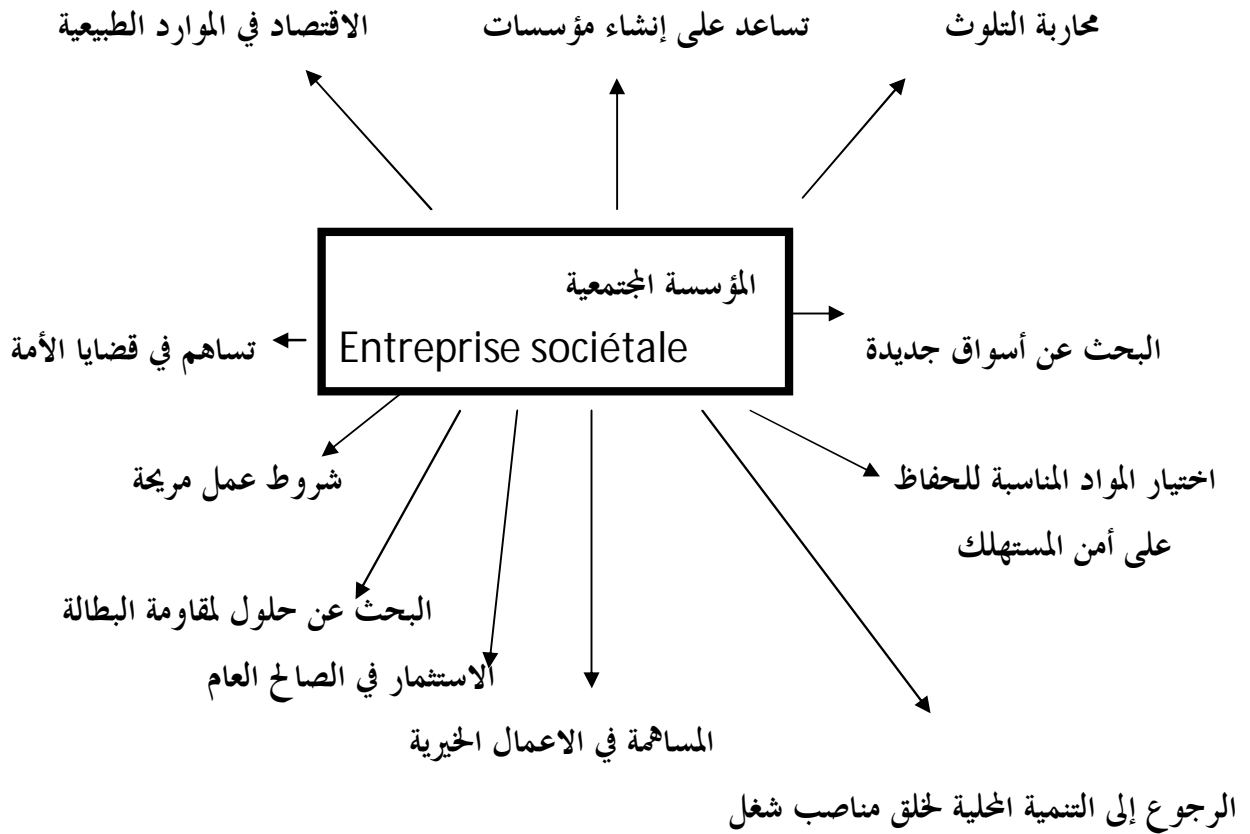 محاربة التلوث
تساعد على إنشاء مؤسسات
الاقتصاد في الموارد الطبيعية
المؤسسة المجتمعية
Entreprise sociétale
البحث عن أسواق جديدة
تساهم في قضايا الأمة
اختيار المواد المناسبة للحفاظ
على أمن المستهلك
شروط عمل مريحة
البحث عن حلول لمقاومة البطالة
الاستثمار في الصالح العام
المساهمة في الاعمال الخيرية
الرجوع إلى التنمية المحلية لخلق مناصب شغل